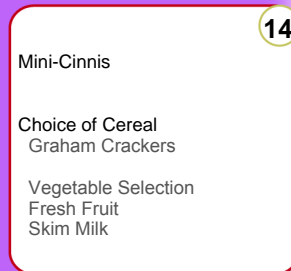 14
Mini-Cinnis
Choice of Cereal
Graham Crackers
Vegetable Selection
Fresh Fruit
Skim Milk